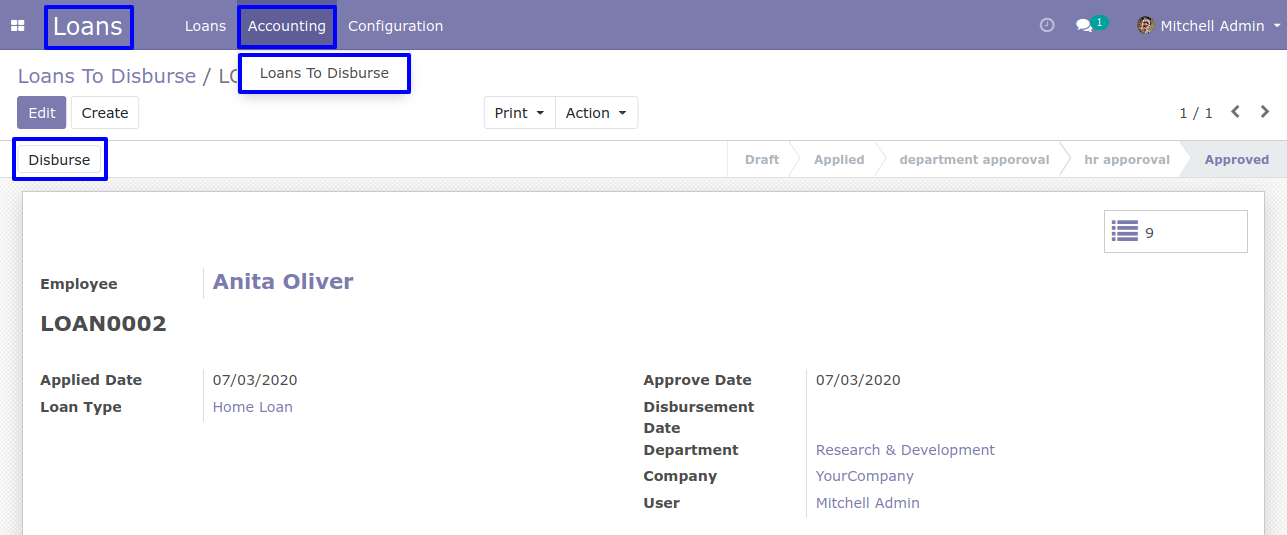 Loans Loans Accounting Configuration 1 Mitchell Admin
Loans To Disburse / Loans To Disburse
Edit Create Print Action 1 / 1
Disburse Draft Applied department apporoval hr apporoval Approved
9
Employee Anita Oliver
LOAN0002
Applied Date 07/03/2020 Approve Date 07/03/2020
Loan Type Home Loan Disbursement
Date
Department Research & Development
Company YourCompany
User Mitchell Admin